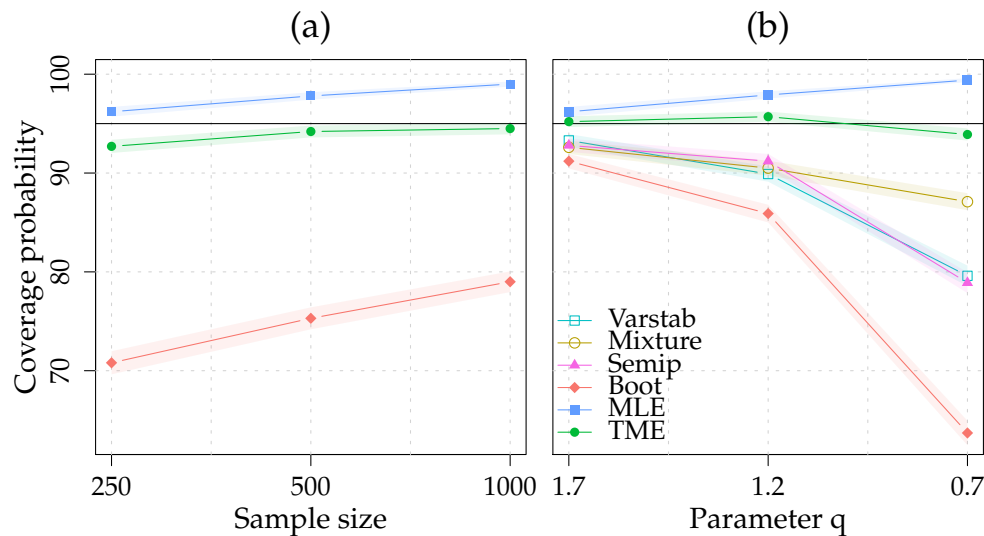 (a)
(b)
Coverage probability
100
90
80
70
250
500
1000
Sample size
Varstab
Mixture
Semip
Boot
MLE
TME
1.7
1.2
0.7
Parameter q